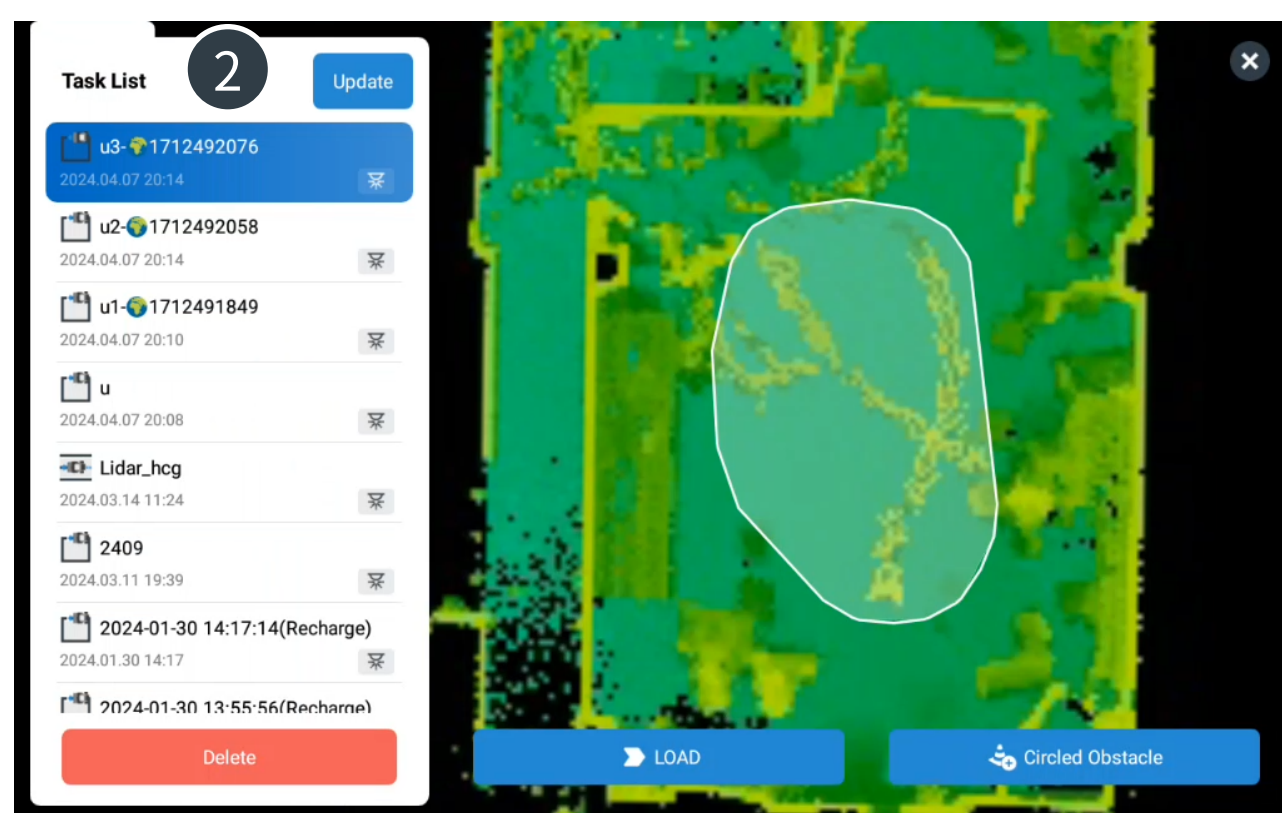 Task List
2
Update
u3-🌍1712492076
2024.04.07 20:14
u2-🌍1712492058
2024.04.07 20:14
u1-🌍1712491849
2024.04.07 20:10
u
2024.04.07 20:08
Lidar_hcg
2024.03.14 11:24
2409
2024.03.11 19:39
2024-01-30 14:17:14(Recharge)
2024.01.30 14:17
2024-01-30 13:55:56(Recharge)
Delete
LOAD
Circled Obstacle